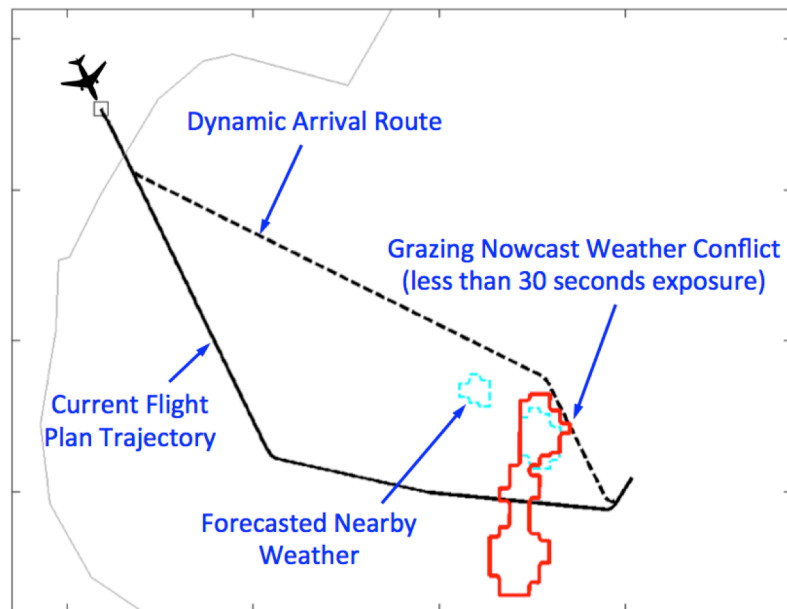 Dynamic Arrival Route
Grazing Nowcast Weather Conflict
(less than 30 seconds exposure)
Current Flight
Plan Trajectory
Forecasted Nearby
Weather